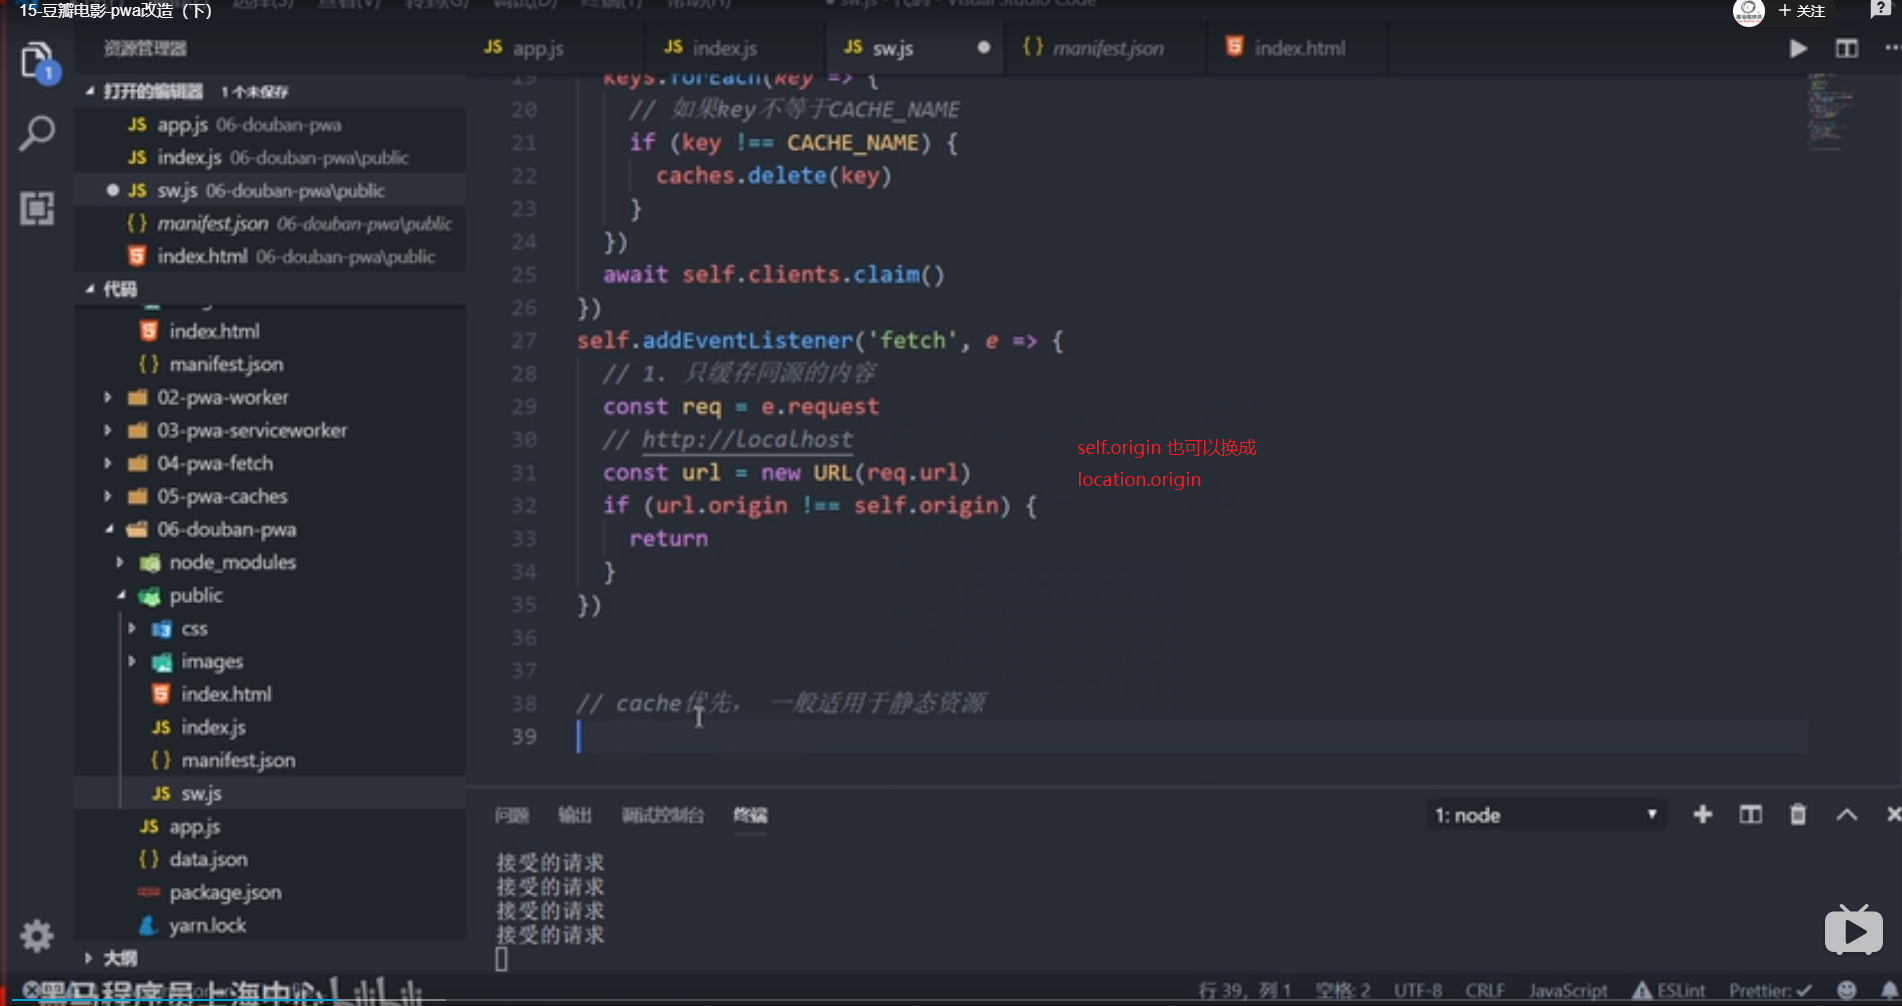 15-豆瓣电影-pwa改造（下）
+ 关注
资源管理器
app.js
index.js
sw.js
manifest.json
index.html
1
打开的编辑器 1 个未保存
app.js 06-douban-pwa
index.js 06-douban-pwa\public
sw.js 06-douban-pwa\public
manifest.json 06-douban-pwa\public
index.html 06-douban-pwa\public
代码
index.html
manifest.json
02-pwa-worker
03-pwa-serviceworker
04-pwa-fetch
05-pwa-caches
06-douban-pwa
node_modules
public
css
images
index.html
index.js
manifest.json
sw.js
app.js
data.json
package.json
yarn.lock
大纲
19 keys.forEach(key => {
20 // 如果key不等于CACHE_NAME
21 if (key !== CACHE_NAME) {
22 caches.delete(key)
23 }
24 })
25 await self.clients.claim()
26 })
27 self.addEventListener('fetch', e => {
28 // 1. 只缓存同源的内容
29 const req = e.request
30 // http://localhost
31 const url = new URL(req.url)
32 if (url.origin !== self.origin) {
33 return
34 }
35 })
36
37
38 // cache优先， 一般适用于静态资源
39
self.origin 也可以换成
location.origin
问题 输出 调试控制台 终端
1: node
接受的请求
接受的请求
接受的请求
接受的请求
黑马程序员上海中心 bilibili
行 39，列 1 空格: 2 UTF-8 CRLF JavaScript ESLint Prettier: ✓